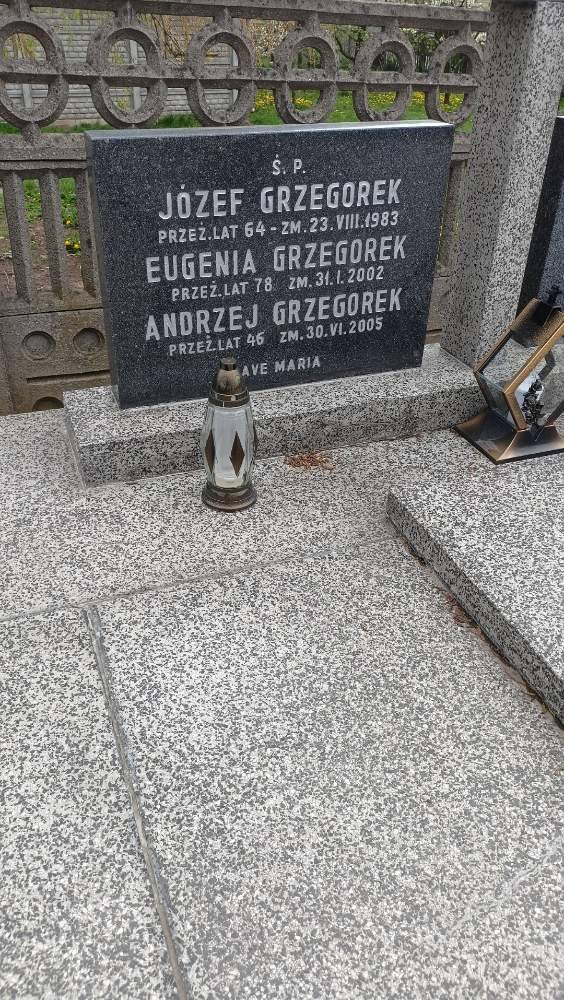 Ś. P.
JÓZEF GRZEGOREK
PRZEŻ.LAT 64 - ZM.23.VIII.1983
EUGENIA GRZEGOREK
PRZEŻ.LAT 78 ZM.31.I.2002
ANDRZEJ GRZEGOREK
PRZEŻ.LAT 46 ZM.30.VI.2005
AVE MARIA